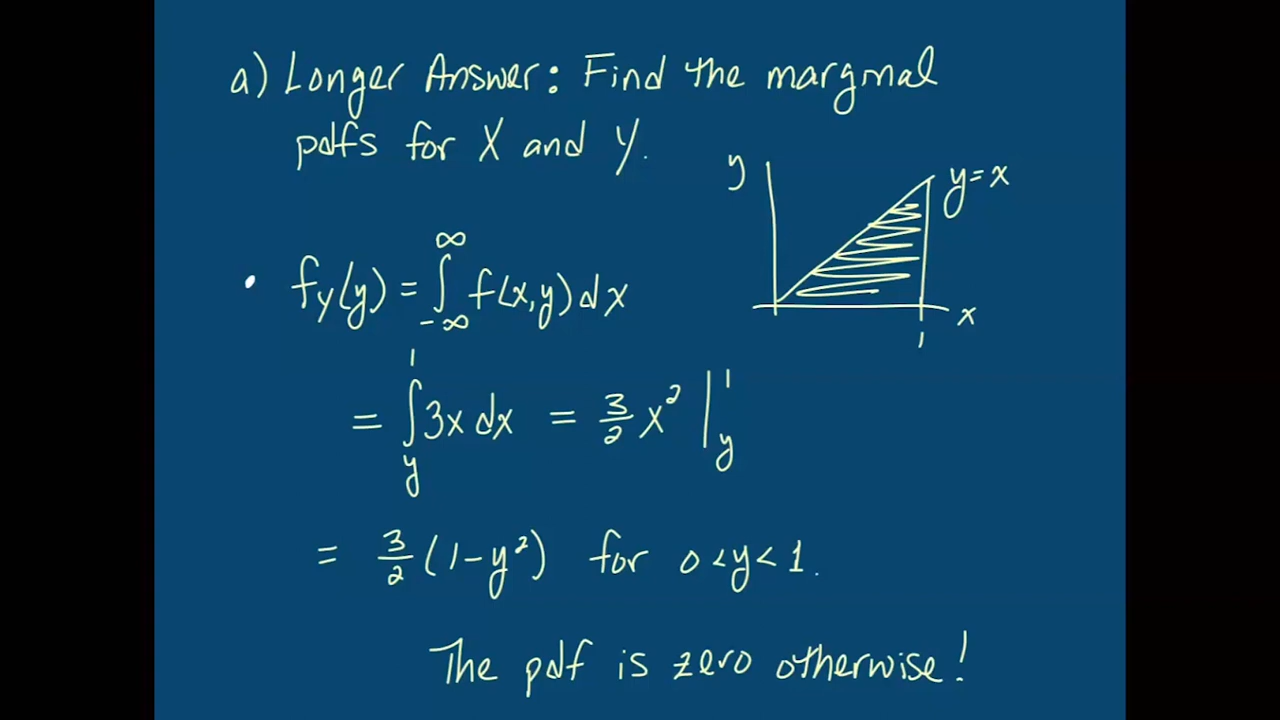 a) Longer Answer: Find the marginal
pdfs for X and Y.
y
y=x
x
1
• f_Y(y) = ∫_{-∞}^{∞} f(x,y) dx
= ∫_y^1 3x dx = 3/2 x² |_y^1
= 3/2 (1-y²) for 0<y<1.
The pdf is zero otherwise!